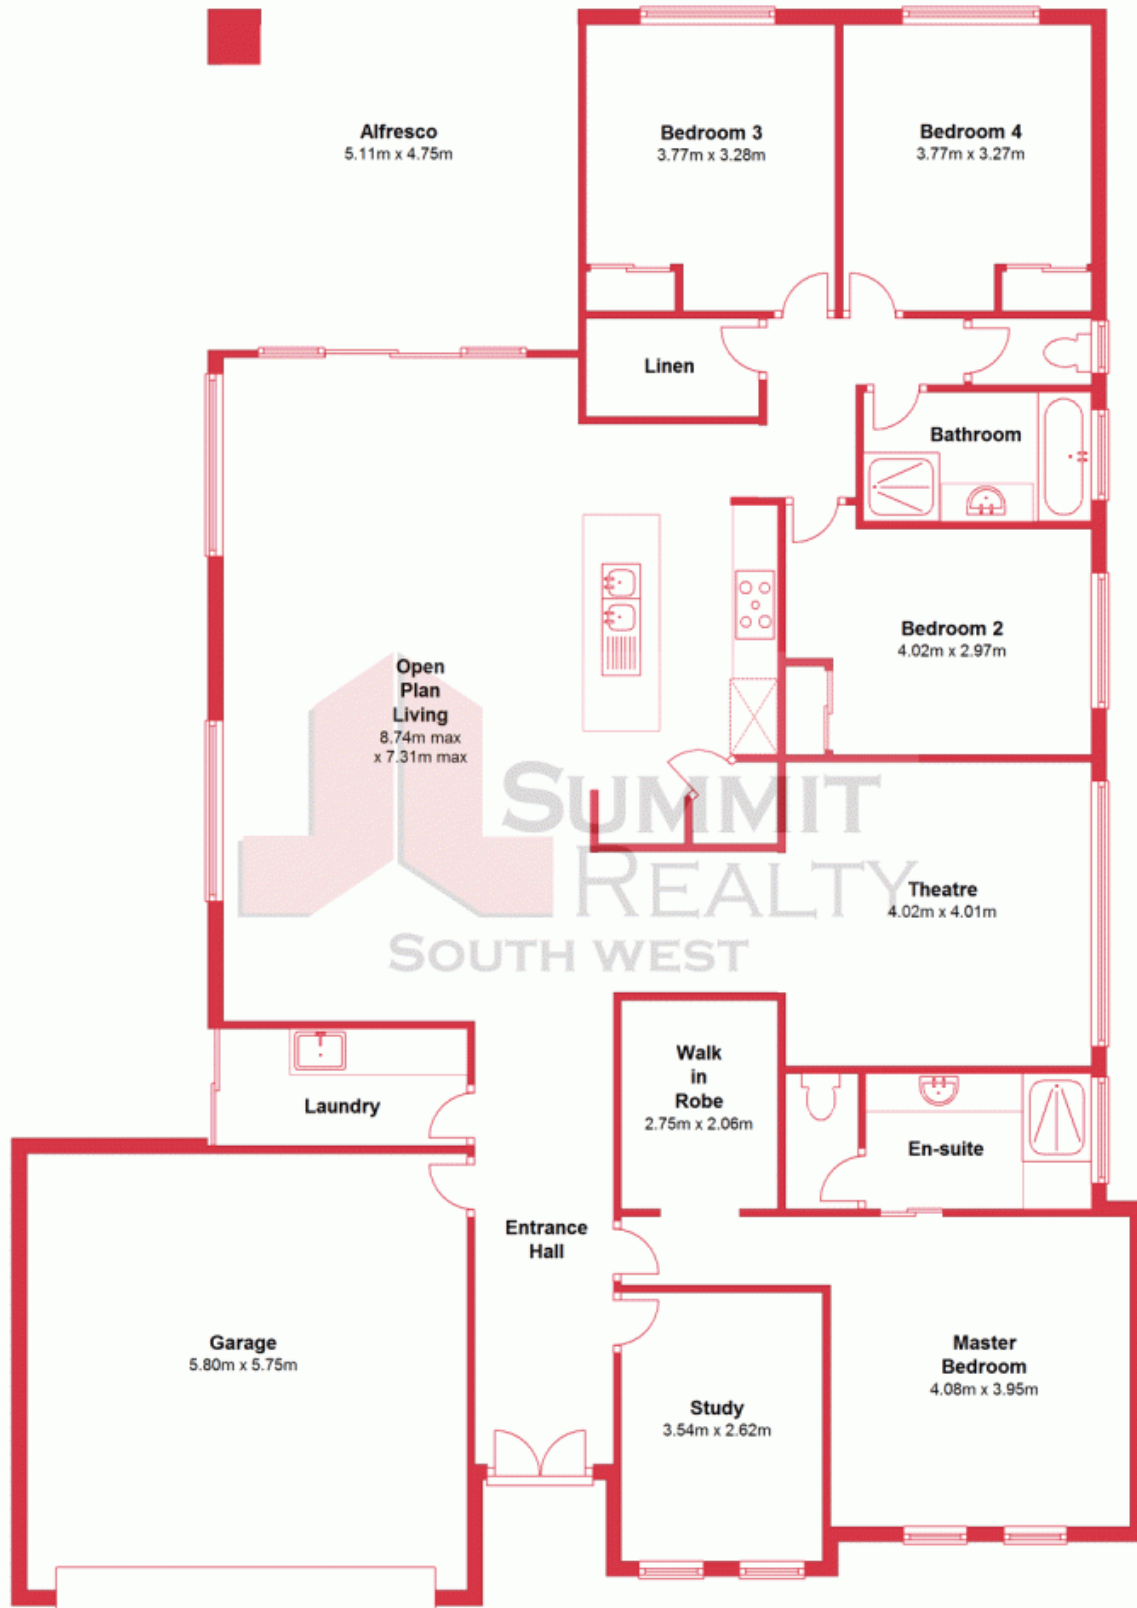 Alfresco
5.11m x 4.75m
Bedroom 3
3.77m x 3.28m
Bedroom 4
3.77m x 3.27m
Linen
Bathroom
Bedroom 2
4.02m x 2.97m
Open
Plan
Living
8.74m max
x 7.31m max
SUMMIT
REALTY
SOUTH WEST
Theatre
4.02m x 4.01m
Walk
in
Robe
2.75m x 2.06m
Laundry
En-suite
Entrance
Hall
Garage
5.80m x 5.75m
Master
Bedroom
4.08m x 3.95m
Study
3.54m x 2.62m